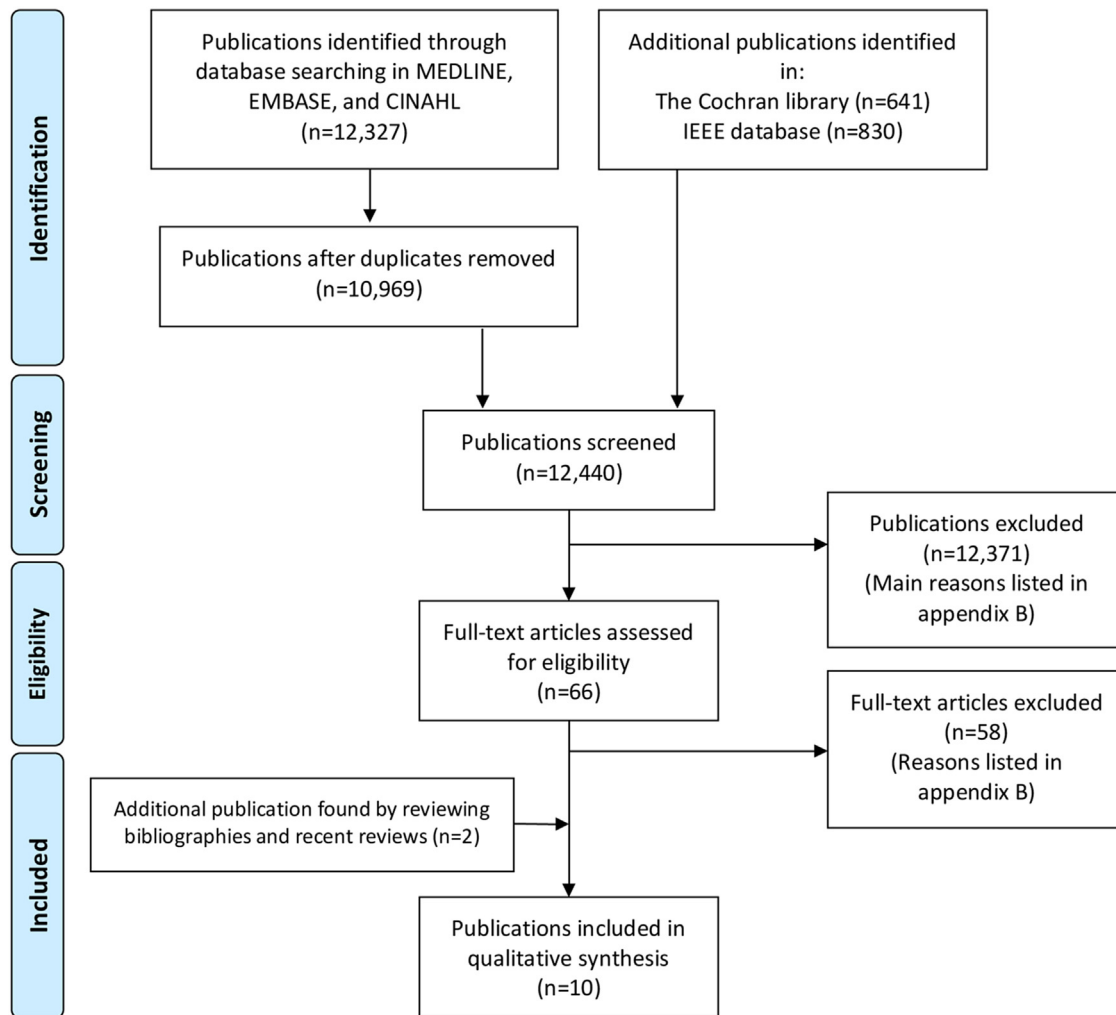 Identification
Publications identified through
database searching in MEDLINE,
EMBASE, and CINAHL
(n=12,327)
Additional publications identified
in:
The Cochran library (n=641)
IEEE database (n=830)
Publications after duplicates removed
(n=10,969)
Screening
Publications screened
(n=12,440)
Publications excluded
(n=12,371)
(Main reasons listed in
appendix B)
Eligibility
Full-text articles assessed
for eligibility
(n=66)
Full-text articles excluded
(n=58)
(Reasons listed in
appendix B)
Included
Additional publication found by reviewing
bibliographies and recent reviews (n=2)
Publications included in
qualitative synthesis
(n=10)